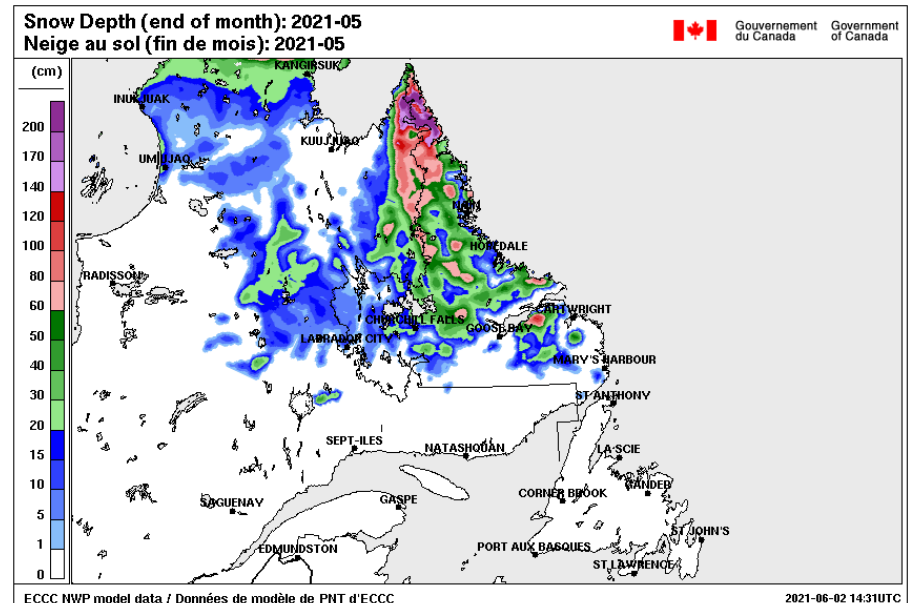 Snow Depth (end of month): 2021-05
Neige au sol (fin de mois): 2021-05
Gouvernement du Canada
Government of Canada
(cm)
200
170
140
120
100
80
60
50
40
30
20
15
10
5
1
0
KANGIRSUK
INUKJUAK
KUUJJUAQ
UMIUJAQ
NAIN
HOPEDALE
RADISSON
CARTWRIGHT
CHURCHILL FALLS
GOOSE BAY
LABRADOR CITY
MARY'S HARBOUR
ST ANTHONY
SEPT-ILES
NATASHQUAN
LA-SCIE
GANDER
CORNER BROOK
SAGUENAY
GASPE
ST JOHN'S
EDMUNDSTON
PORT AUX BASQUES
ST LAWRENCE
ECCC NWP model data / Données de modèle de PNT d'ECCC
2021-06-02 14:31UTC